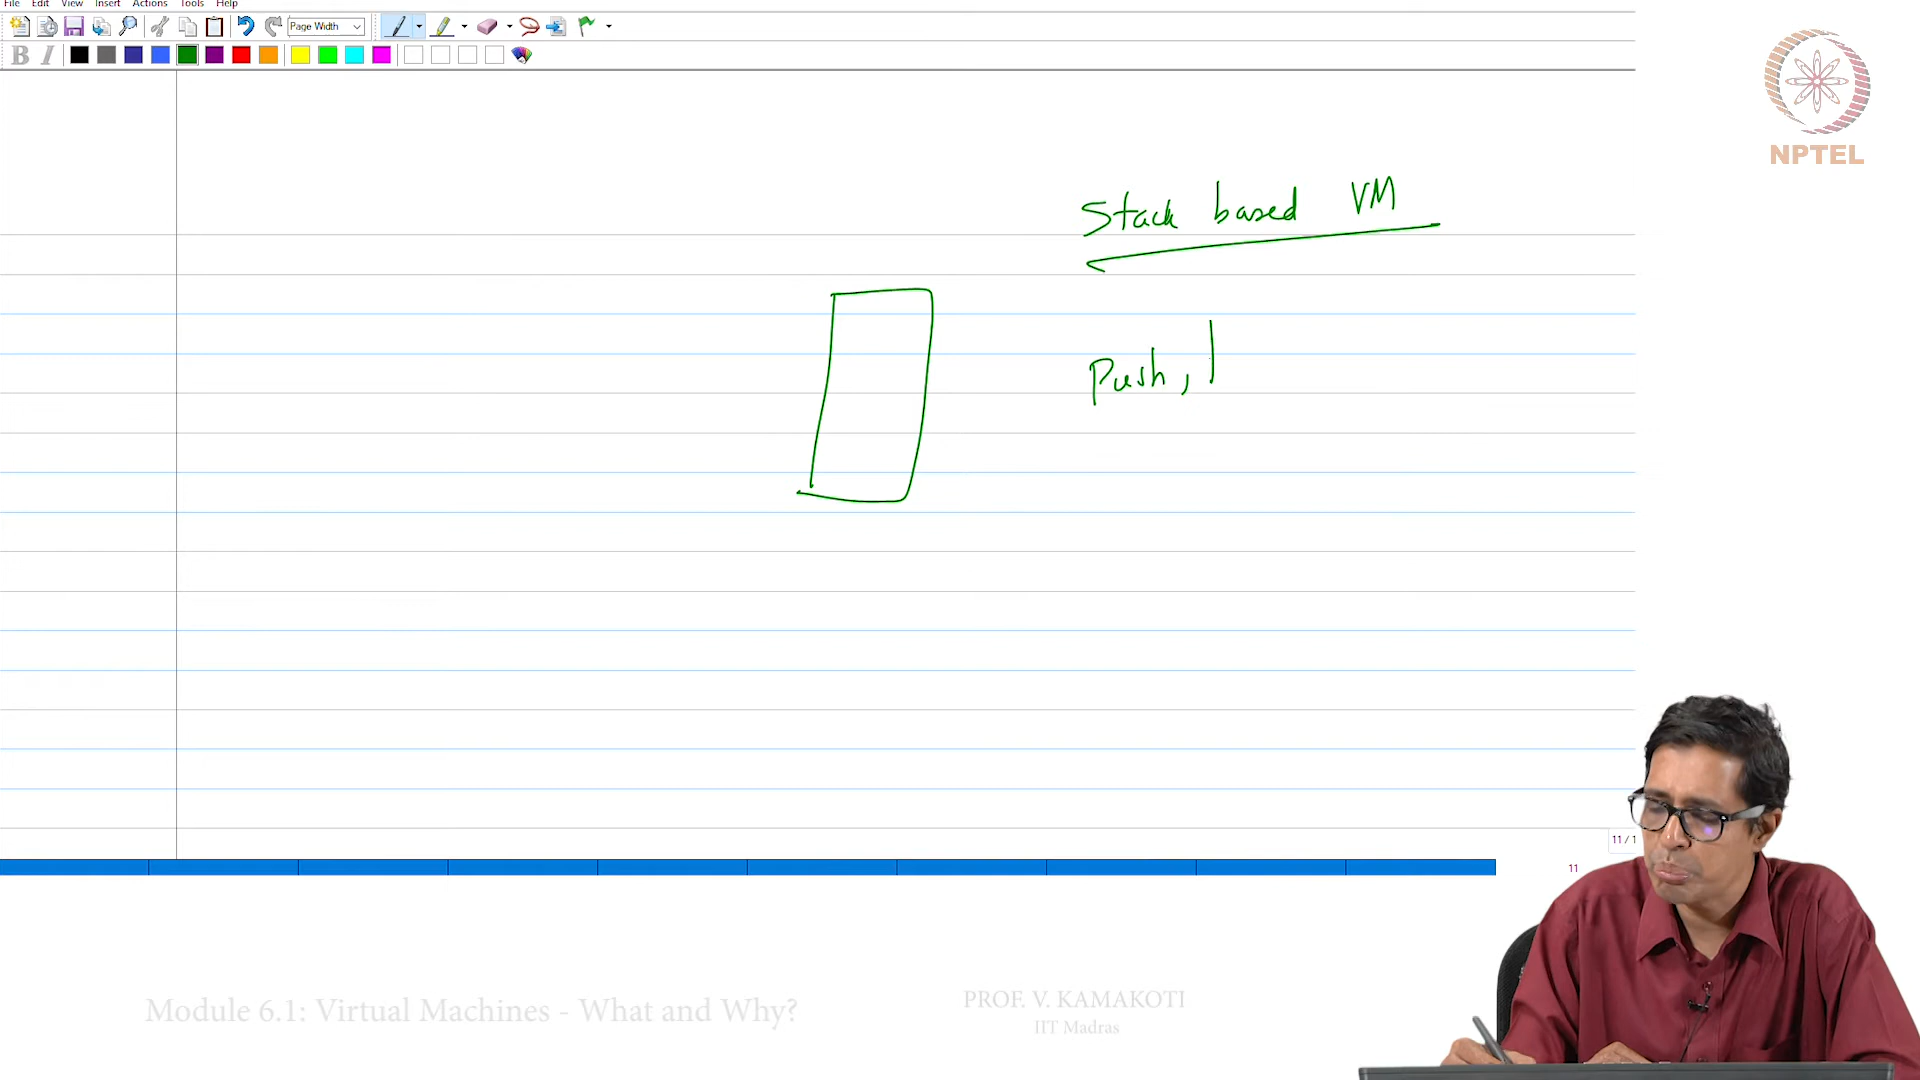 File Edit View Insert Actions Tools Help
Page Width
B I
NPTEL
Stack based VM
Push,
11 / 1
11
Module 6.1: Virtual Machines - What and Why?
PROF. V. KAMAKOTI
IIT Madras